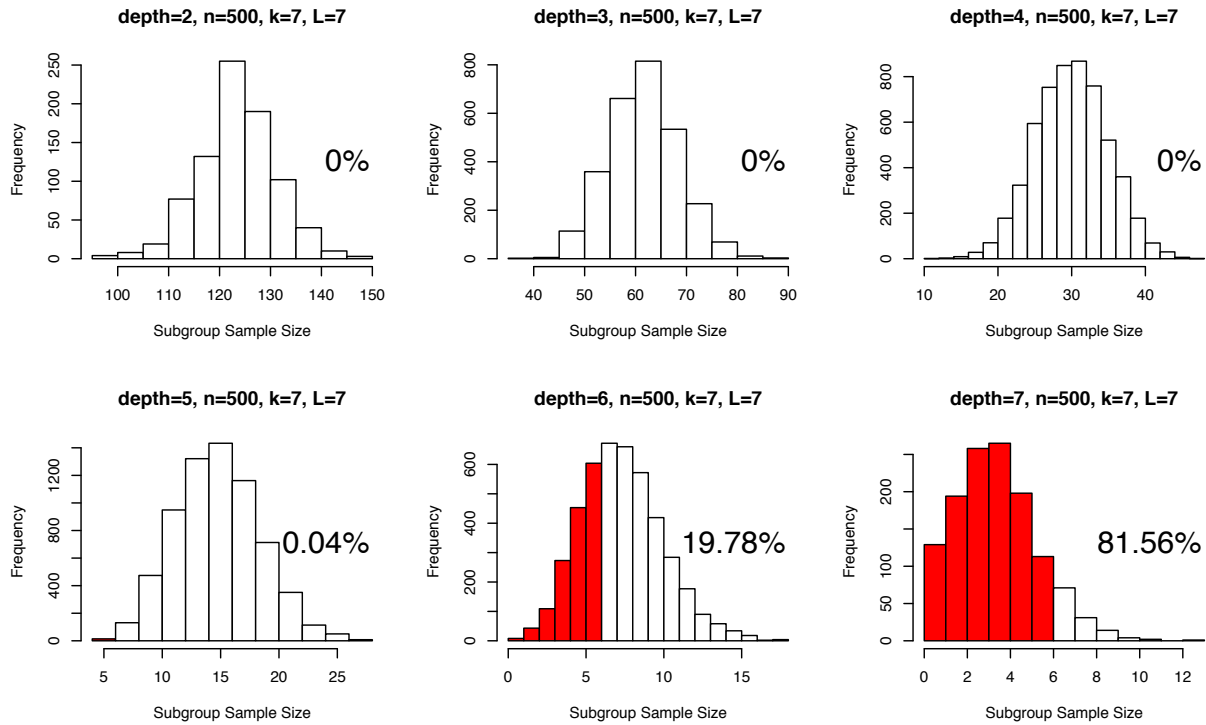 depth=2, n=500, k=7, L=7
Frequency
0 50 100 150 200 250
0%
100 110 120 130 140 150
Subgroup Sample Size
depth=3, n=500, k=7, L=7
Frequency
0 200 400 600 800
0%
40 50 60 70 80 90
Subgroup Sample Size
depth=4, n=500, k=7, L=7
Frequency
0 200 400 600 800
0%
10 20 30 40
Subgroup Sample Size
depth=5, n=500, k=7, L=7
Frequency
0 400 800 1200
0.04%
5 10 15 20 25
Subgroup Sample Size
depth=6, n=500, k=7, L=7
Frequency
0 200 400 600
19.78%
0 5 10 15
Subgroup Sample Size
depth=7, n=500, k=7, L=7
Frequency
0 50 100 200
81.56%
0 2 4 6 8 10 12
Subgroup Sample Size